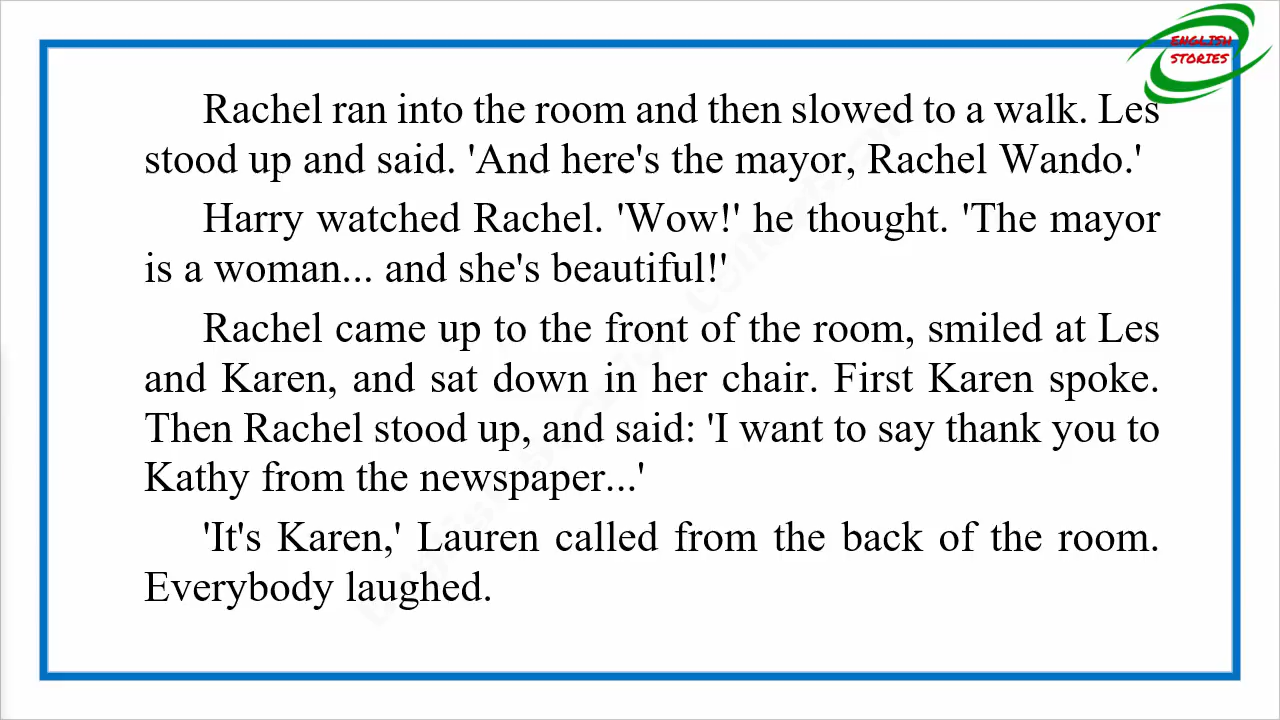 ENGLISH
STORIES
Rachel ran into the room and then slowed to a walk. Les
stood up and said. 'And here's the mayor, Rachel Wando.'
Harry watched Rachel. 'Wow!' he thought. 'The mayor
is a woman... and she's beautiful!'
Rachel came up to the front of the room, smiled at Les
and Karen, and sat down in her chair. First Karen spoke.
Then Rachel stood up, and said: 'I want to say thank you to
Kathy from the newspaper...'
'It's Karen,' Lauren called from the back of the room.
Everybody laughed.